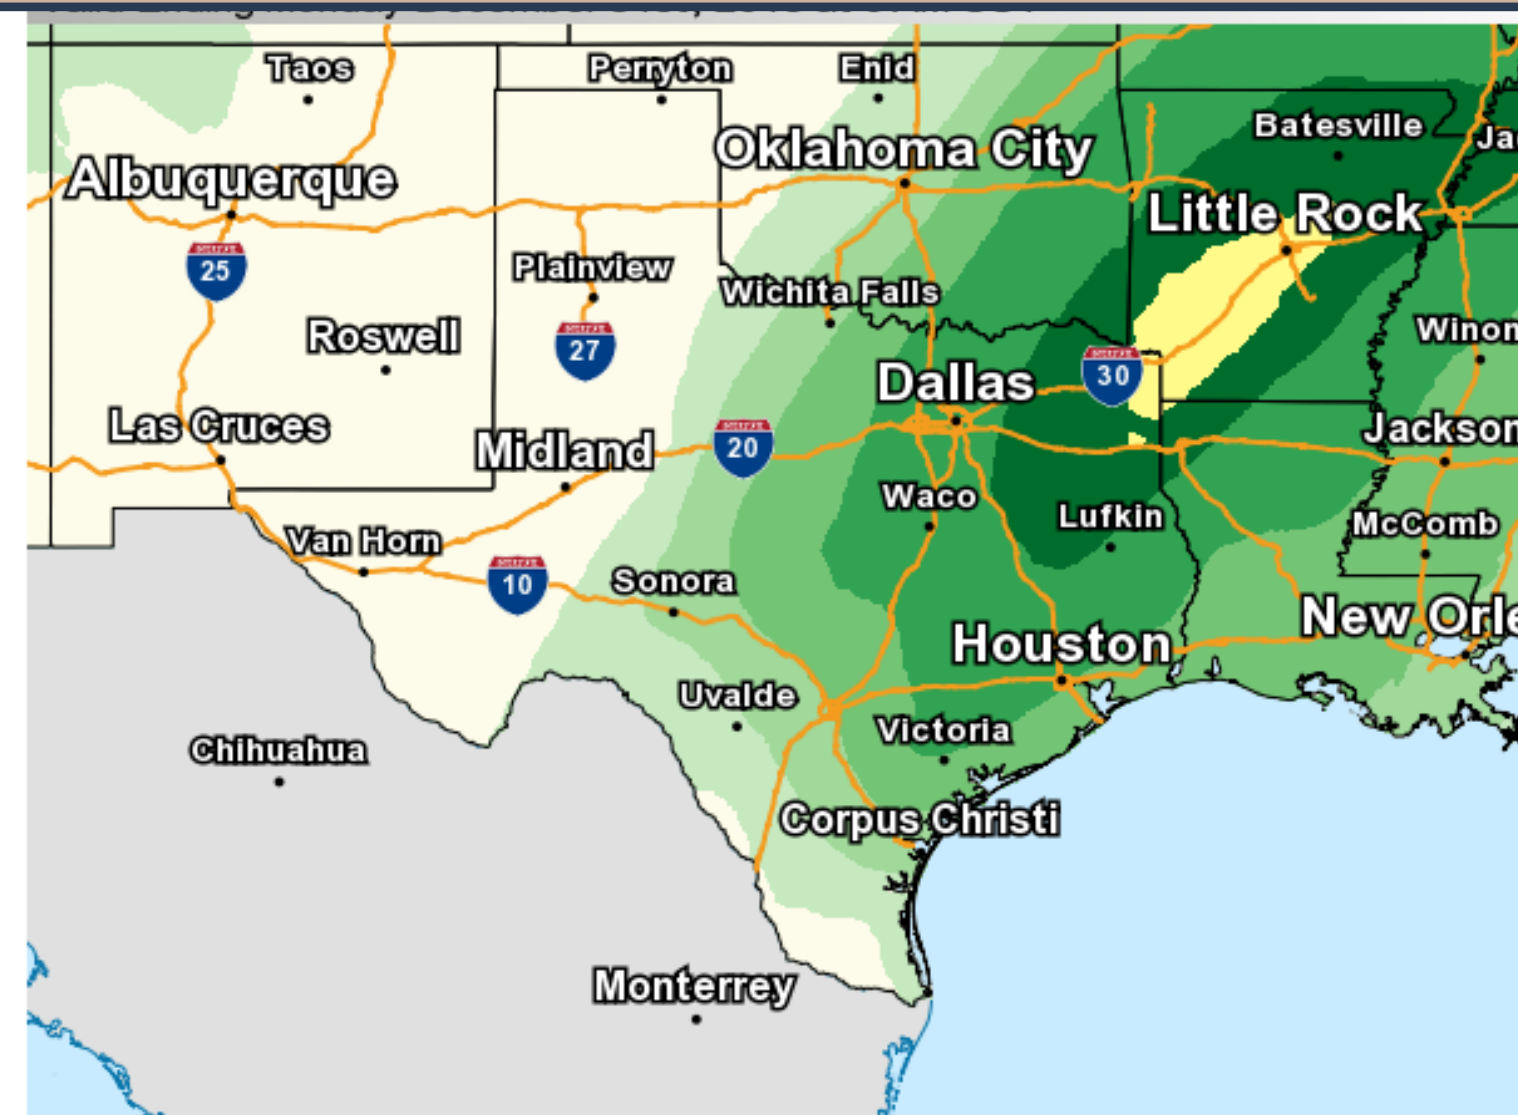 Taos
Perryton
Enid
Oklahoma City
Batesville
Albuquerque
Little Rock
25
Plainview
Wichita Falls
Roswell
27
Winon
30
Dallas
Las Cruces
Midland
20
Jackson
Waco
Lufkin
McComb
Van Horn
10
Sonora
New Orle
Houston
Uvalde
Victoria
Chihuahua
Corpus Christi
Monterrey